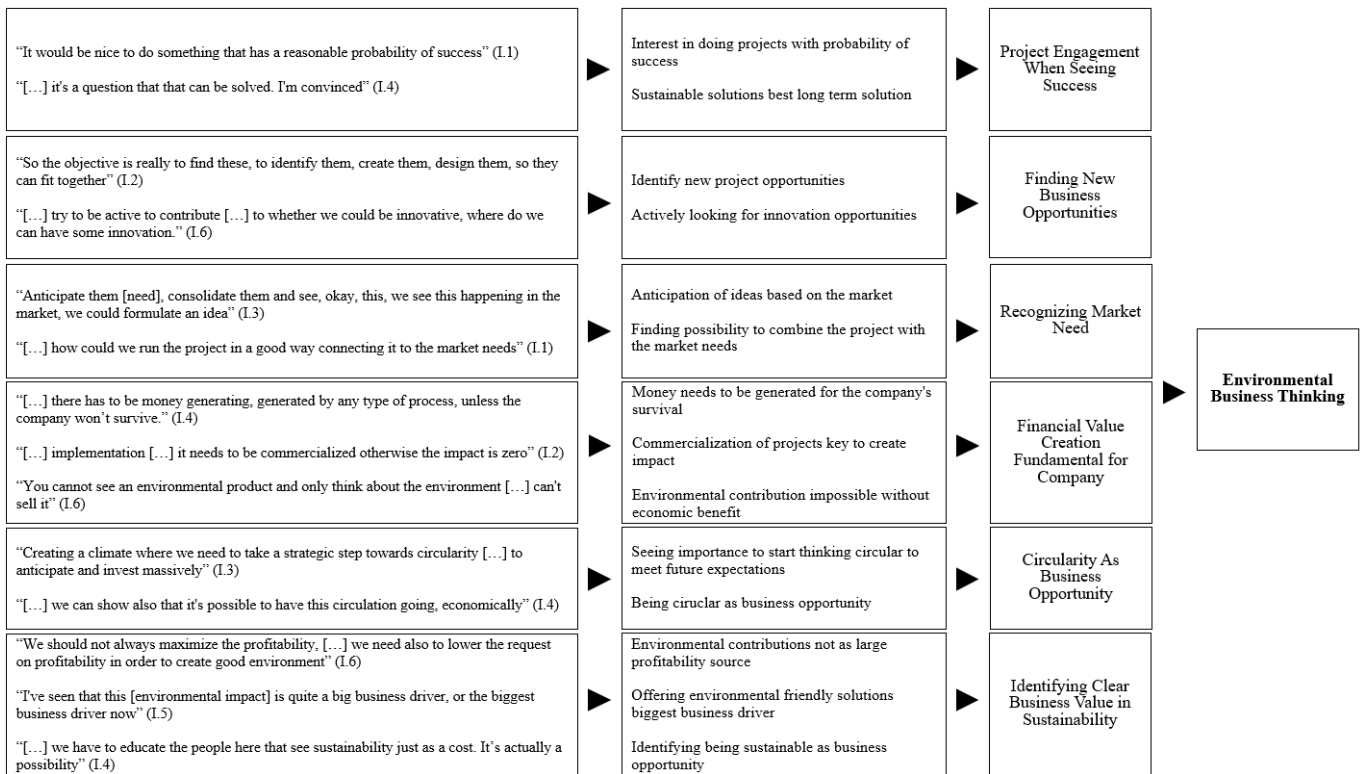 “It would be nice to do something that has a reasonable probability of success” (I.1)
“[…] it's a question that that can be solved. I'm convinced” (I.4)
Interest in doing projects with probability of
success
Sustainable solutions best long term solution
Project Engagement
When Seeing
Success
“So the objective is really to find these, to identify them, create them, design them, so they
can fit together” (I.2)
“[…] try to be active to contribute […] to whether we could be innovative, where do we
can have some innovation.” (I.6)
Identify new project opportunities
Actively looking for innovation opportunities
Finding New
Business
Opportunities
“Anticipate them [need], consolidate them and see, okay, this, we see this happening in the
market, we could formulate an idea” (I.3)
“[…] how could we run the project in a good way connecting it to the market needs” (I.1)
Anticipation of ideas based on the market
Finding possibility to combine the project with
the market needs
Recognizing Market
Need
“[…] there has to be money generating, generated by any type of process, unless the
company won’t survive.” (I.4)
“[…] implementation […] it needs to be commercialized otherwise the impact is zero” (I.2)
“You cannot see an environmental product and only think about the environment […] can't
sell it” (I.6)
Money needs to be generated for the company's
survival
Commercialization of projects key to create
impact
Environmental contribution impossible without
economic benefit
Financial Value
Creation
Fundamental for
Company
“Creating a climate where we need to take a strategic step towards circularity […] to
anticipate and invest massively” (I.3)
“[…] we can show also that it's possible to have this circulation going, economically” (I.4)
Seeing importance to start thinking circular to
meet future expectations
Being ciruclar as business opportunity
Circularity As
Business
Opportunity
“We should not always maximize the profitability, […] we need also to lower the request
on profitability in order to create good environment” (I.6)
“I've seen that this [environmental impact] is quite a big business driver, or the biggest
business driver now” (I.5)
“[…] we have to educate the people here that see sustainability just as a cost. It’s actually a
possibility” (I.4)
Environmental contributions not as large
profitability source
Offering environmental friendly solutions
biggest business driver
Identifying being sustainable as business
opportunity
Identifying Clear
Business Value in
Sustainability
Environmental
Business Thinking